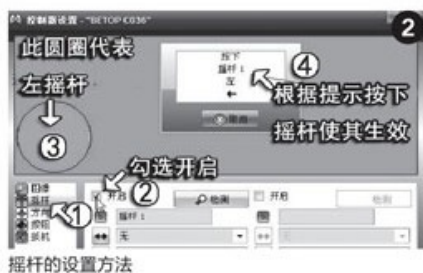 控制器设置 - "BETOP C036"
2
此圆圈代表
左摇杆
③
按下
摇杆 1
左
←
④
根据提示按下
摇杆使其生效
取消
勾选开启
②
①
图像
摇杆
方向
按钮
扳机
开启
检测
开启
检测
摇杆 1
无
无
摇杆的设置方法